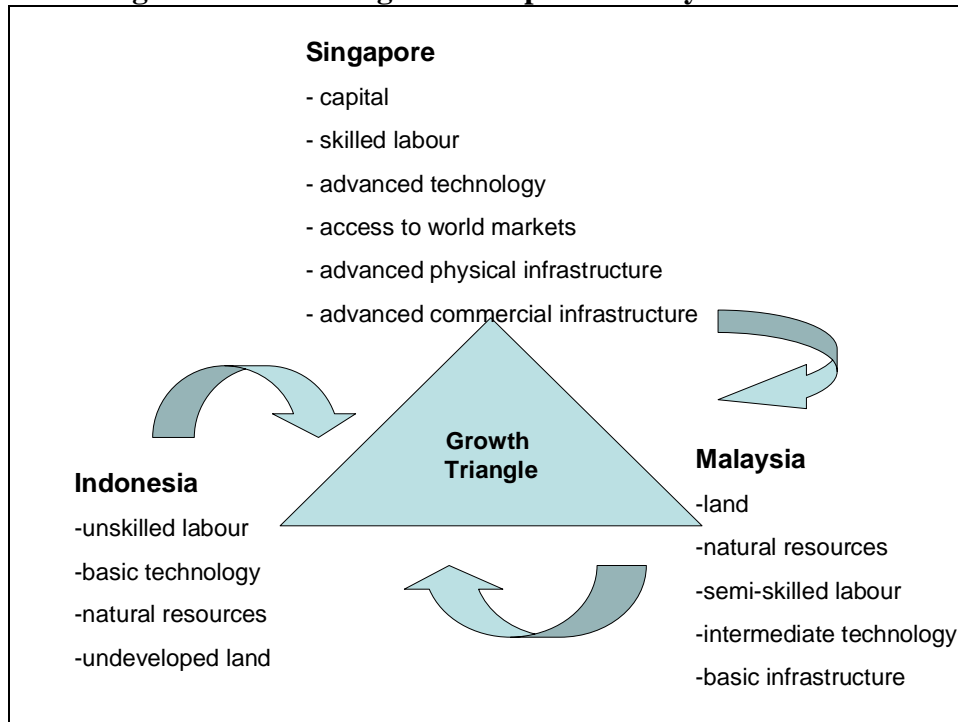 Singapore
- capital
- skilled labour
- advanced technology
- access to world markets
- advanced physical infrastructure
- advanced commercial infrastructure
Growth
Triangle
Indonesia
-unskilled labour
-basic technology
-natural resources
-undeveloped land
Malaysia
-land
-natural resources
-semi-skilled labour
-intermediate technology
-basic infrastructure